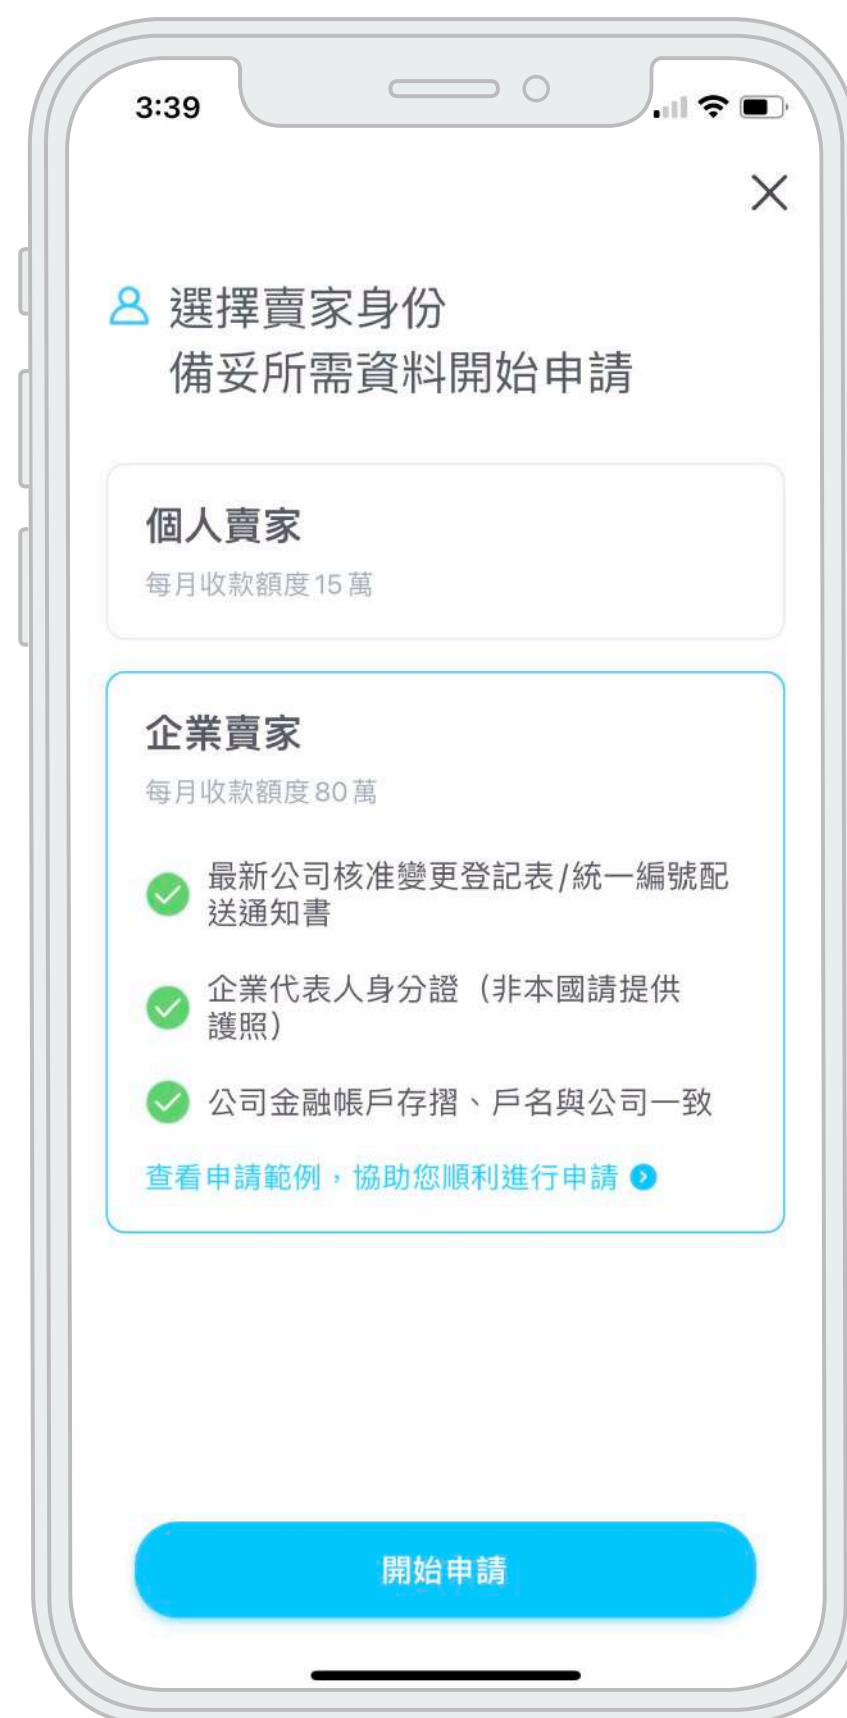 3:39
選擇賣家身份
備妥所需資料開始申請
個人賣家
每月收款額度15萬
企業賣家
每月收款額度80萬
最新公司核准變更登記表/統一編號配
送通知書
企業代表人身分證（非本國請提供
護照）
公司金融帳戶存摺、戶名與公司一致
查看申請範例，協助您順利進行申請
開始申請